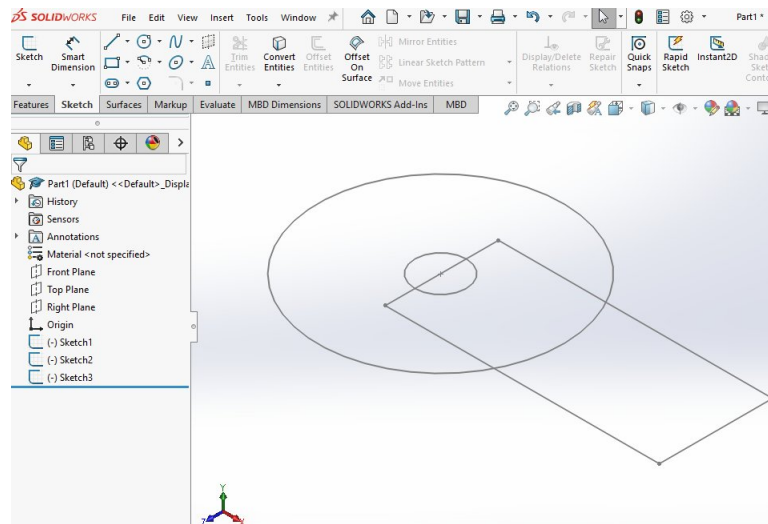 SOLIDWORKS File Edit View Insert Tools Window Part1 *
Sketch Smart Dimension Trim Entities Convert Entities Offset Entities Offset On Surface Mirror Entities Linear Sketch Pattern Move Entities Display/Delete Relations Repair Sketch Quick Snaps Rapid Sketch Instant2D
Features Sketch Surfaces Markup Evaluate MBD Dimensions SOLIDWORKS Add-Ins MBD
Part1 (Default) <<Default>_Displa
History
Sensors
Annotations
Material <not specified>
Front Plane
Top Plane
Right Plane
Origin
(-) Sketch1
(-) Sketch2
(-) Sketch3
Y
Z
X